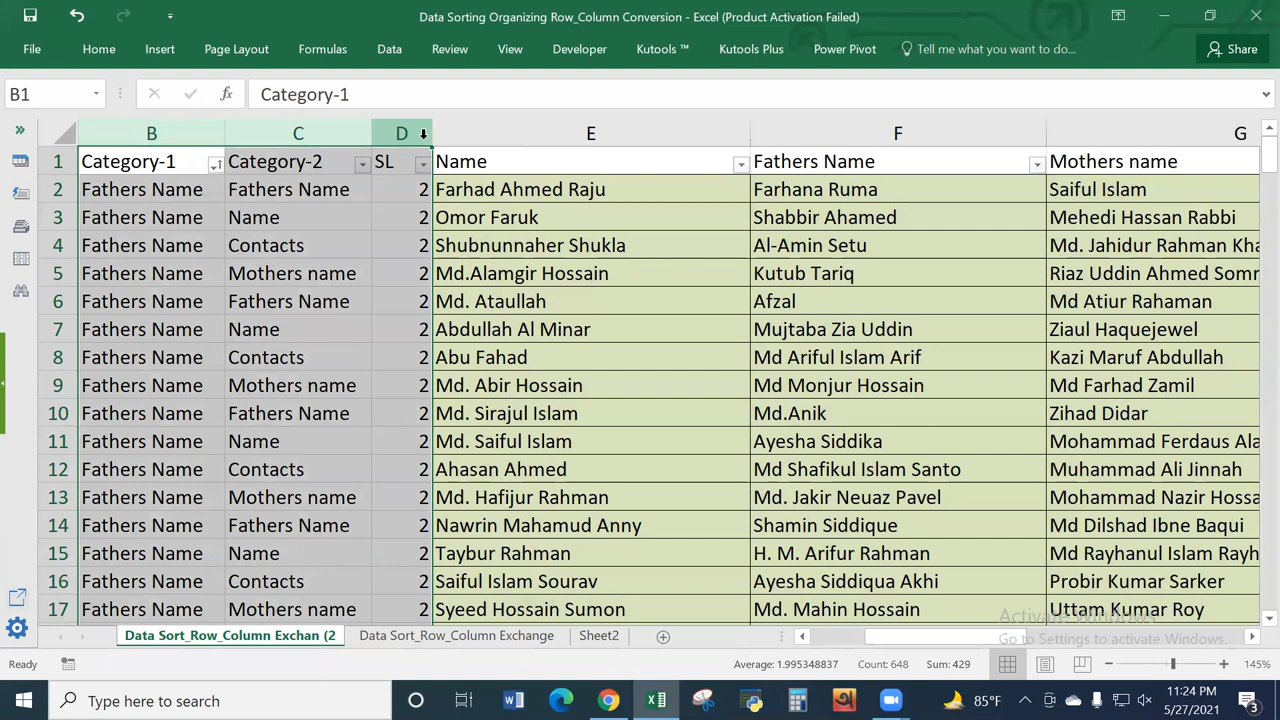 Data Sorting Organizing Row_Column Conversion - Excel (Product Activation Failed)
File Home Insert Page Layout Formulas Data Review View Developer Kutools ™ Kutools Plus Power Pivot Tell me what you want to do... Share
B1 fx Category-1
B C D E F G
1 Category-1 Category-2 SL Name Fathers Name Mothers name
2 Fathers Name Fathers Name 2 Farhad Ahmed Raju Farhana Ruma Saiful Islam
3 Fathers Name Name 2 Omor Faruk Shabbir Ahamed Mehedi Hassan Rabbi
4 Fathers Name Contacts 2 Shubnunnaher Shukla Al-Amin Setu Md. Jahidur Rahman Kha
5 Fathers Name Mothers name 2 Md.Alamgir Hossain Kutub Tariq Riaz Uddin Ahmed Somr
6 Fathers Name Fathers Name 2 Md. Ataullah Afzal Md Atiur Rahaman
7 Fathers Name Name 2 Abdullah Al Minar Mujtaba Zia Uddin Ziaul Haquejewel
8 Fathers Name Contacts 2 Abu Fahad Md Ariful Islam Arif Kazi Maruf Abdullah
9 Fathers Name Mothers name 2 Md. Abir Hossain Md Monjur Hossain Md Farhad Zamil
10 Fathers Name Fathers Name 2 Md. Sirajul Islam Md.Anik Zihad Didar
11 Fathers Name Name 2 Md. Saiful Islam Ayesha Siddika Mohammad Ferdaus Ala
12 Fathers Name Contacts 2 Ahasan Ahmed Md Shafikul Islam Santo Muhammad Ali Jinnah
13 Fathers Name Mothers name 2 Md. Hafijur Rahman Md. Jakir Neuaz Pavel Mohammad Nazir Hossa
14 Fathers Name Fathers Name 2 Nawrin Mahamud Anny Shamin Siddique Md Dilshad Ibne Baqui
15 Fathers Name Name 2 Taybur Rahman H. M. Arifur Rahman Md Rayhanul Islam Rayh
16 Fathers Name Contacts 2 Saiful Islam Sourav Ayesha Siddiqua Akhi Probir Kumar Sarker
17 Fathers Name Mothers name 2 Syeed Hossain Sumon Md. Mahin Hossain Uttam Kumar Roy
Activate Windows
Go to Settings to activate Windows.
Data Sort_Row_Column Exchan (2 Data Sort_Row_Column Exchange Sheet2
Ready Average: 1.995348837 Count: 648 Sum: 429 145%
Type here to search 85°F 11:24 PM
5/27/2021 3